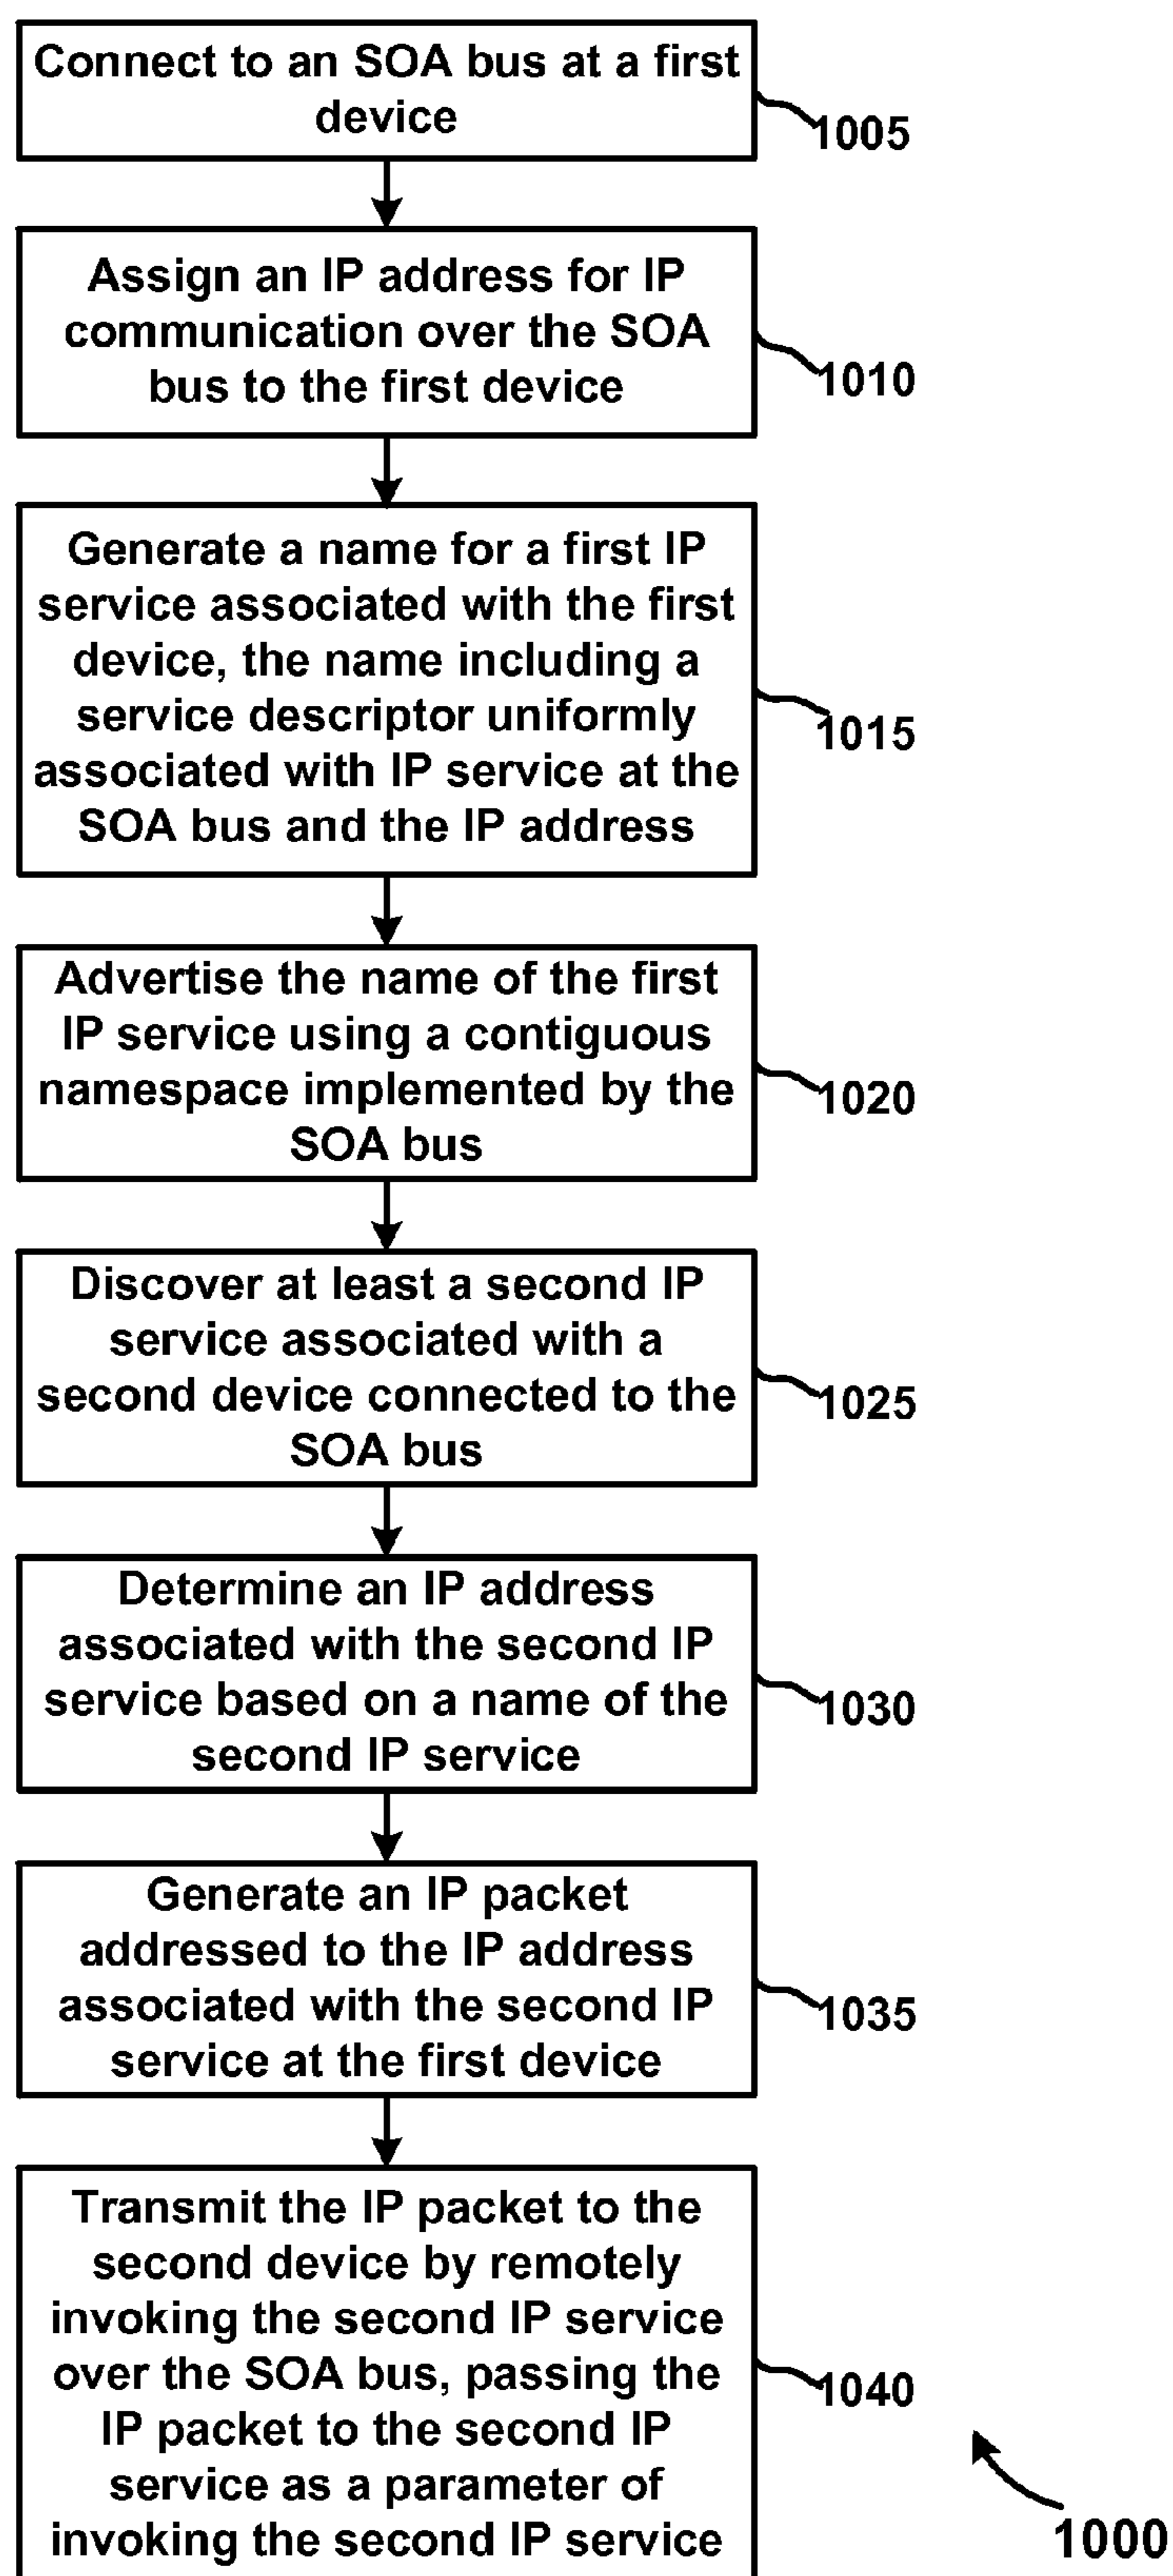 Connect to an SOA bus at a first
device
1005
Assign an IP address for IP
communication over the SOA
bus to the first device
1010
Generate a name for a first IP
service associated with the first
device, the name including a
service descriptor uniformly
associated with IP service at the
SOA bus and the IP address
1015
Advertise the name of the first
IP service using a contiguous
namespace implemented by the
SOA bus
1020
Discover at least a second IP
service associated with a
second device connected to the
SOA bus
1025
Determine an IP address
associated with the second IP
service based on a name of the
second IP service
1030
Generate an IP packet
addressed to the IP address
associated with the second IP
service at the first device
1035
Transmit the IP packet to the
second device by remotely
invoking the second IP service
over the SOA bus, passing the
IP packet to the second IP
service as a parameter of
invoking the second IP service
1040
1000